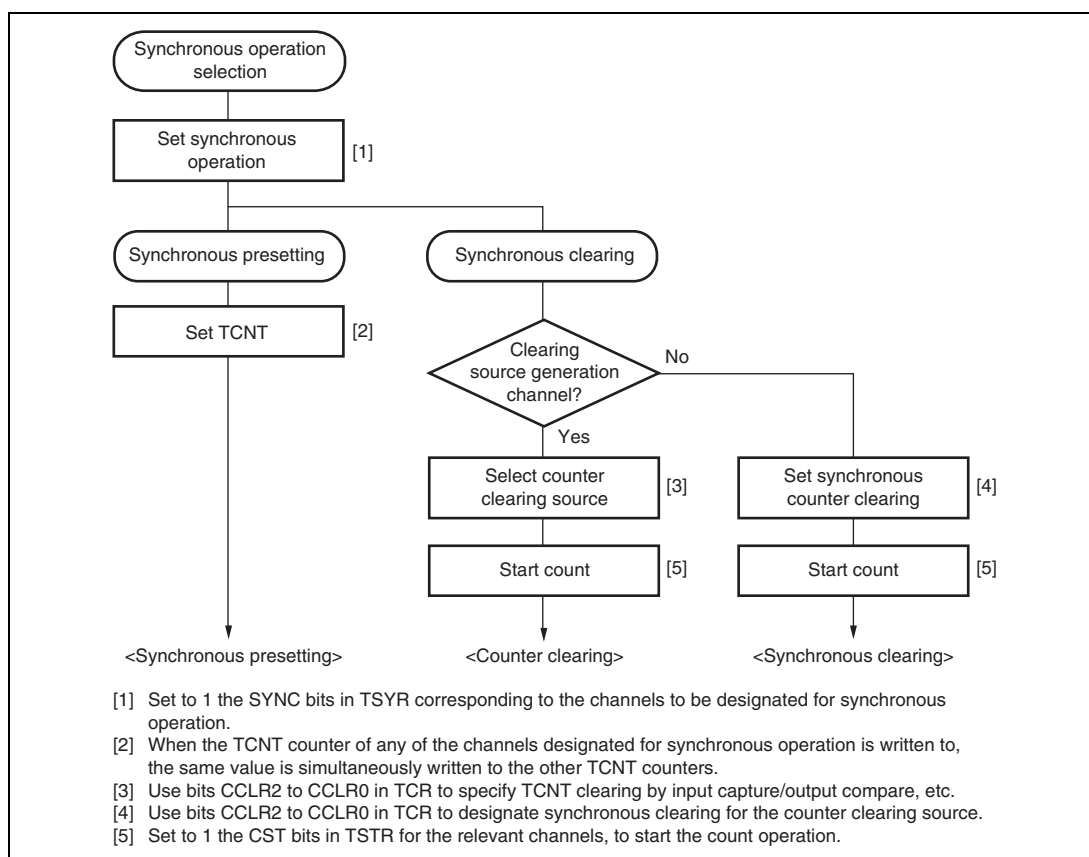 Synchronous operation
selection
Set synchronous
operation
[1]
Synchronous presetting
Synchronous clearing
Set TCNT
[2]
Clearing
source generation
channel?
No
Yes
Select counter
clearing source
[3]
Set synchronous
counter clearing
[4]
Start count
[5]
Start count
[5]
<Synchronous presetting>
<Counter clearing>
<Synchronous clearing>
[1] Set to 1 the SYNC bits in TSYR corresponding to the channels to be designated for synchronous
operation.
[2] When the TCNT counter of any of the channels designated for synchronous operation is written to,
the same value is simultaneously written to the other TCNT counters.
[3] Use bits CCLR2 to CCLR0 in TCR to specify TCNT clearing by input capture/output compare, etc.
[4] Use bits CCLR2 to CCLR0 in TCR to designate synchronous clearing for the counter clearing source.
[5] Set to 1 the CST bits in TSTR for the relevant channels, to start the count operation.